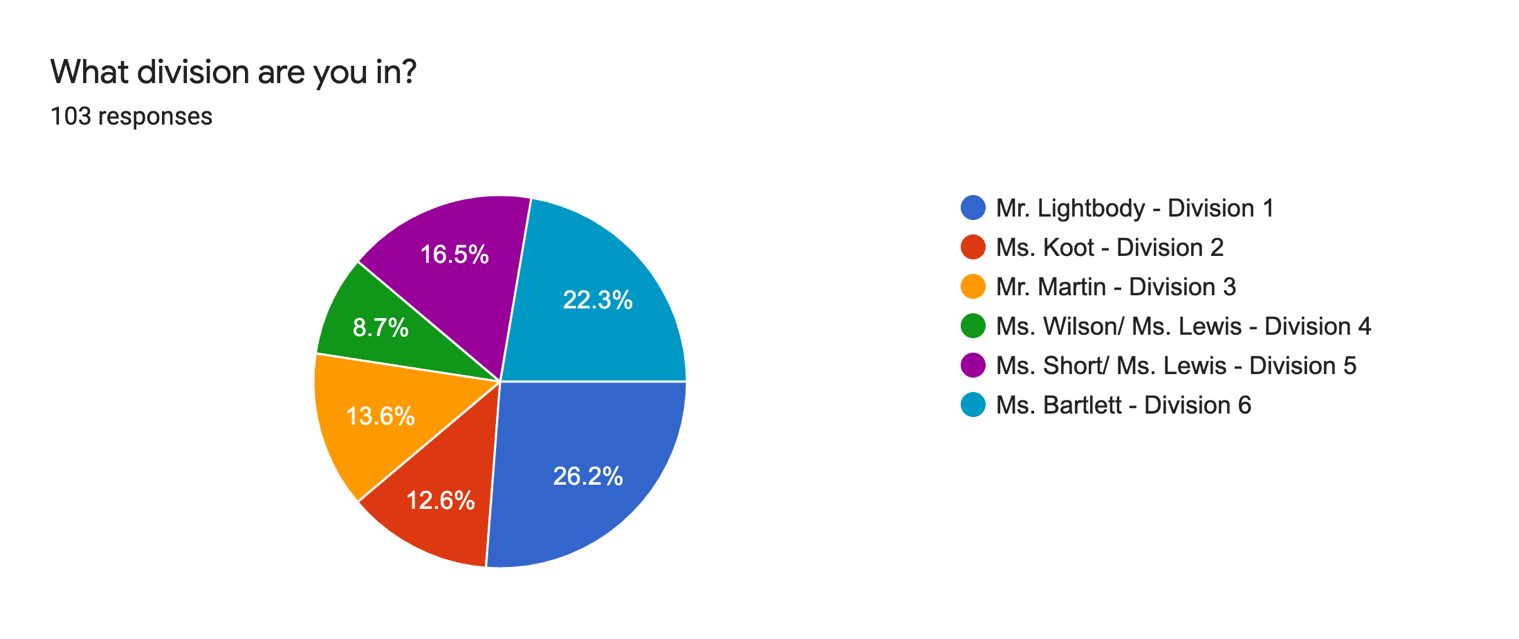 What division are you in?
103 responses
16.5%
22.3%
8.7%
13.6%
12.6%
26.2%
Mr. Lightbody - Division 1
Ms. Koot - Division 2
Mr. Martin - Division 3
Ms. Wilson/ Ms. Lewis - Division 4
Ms. Short/ Ms. Lewis - Division 5
Ms. Bartlett - Division 6